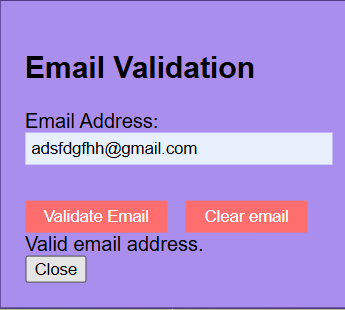 Email Validation
Email Address:
adsfdgfhh@gmail.com
Validate Email Clear email
Valid email address.
Close